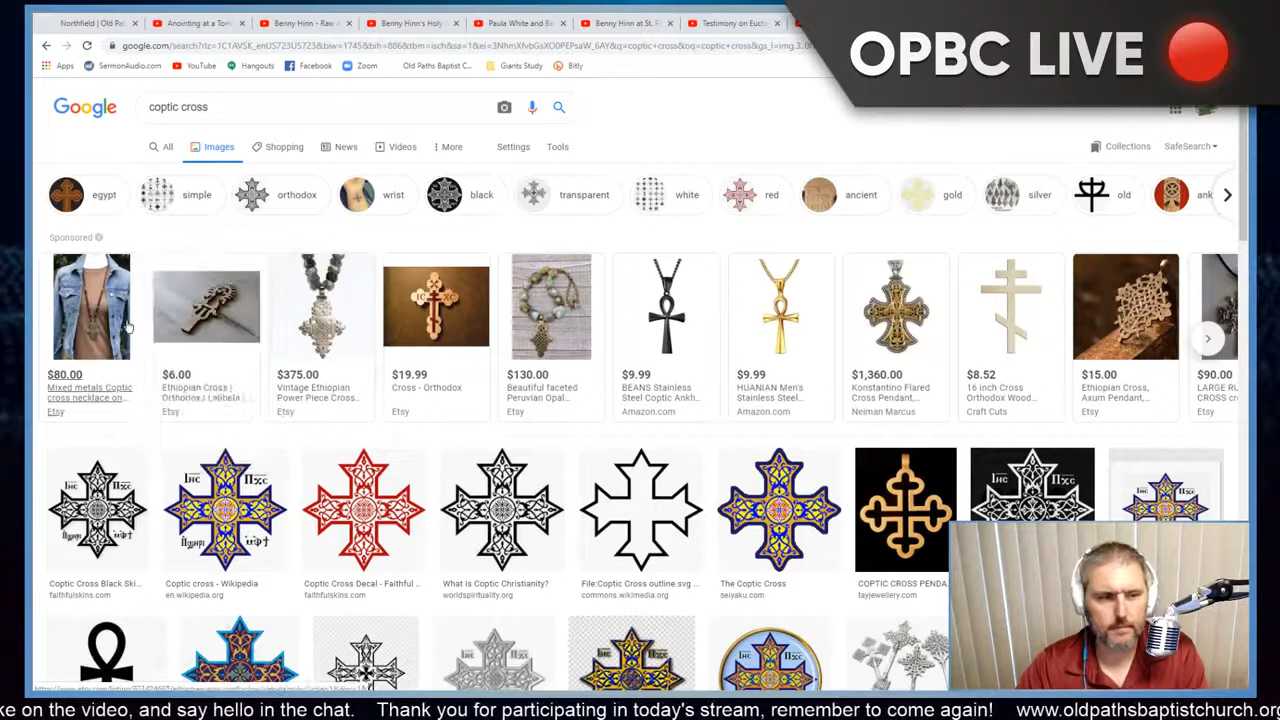 Northfield | Old Pat
Anointing at a Tom
Benny Hinn - Raw A
Benny Hinn's Holy
Paula White and Be
Benny Hinn at St. P
Testimony on Euch
OPBC LIVE
Apps
SermonAudio.com
YouTube
Hangouts
Facebook
Zoom
Old Paths Baptist C...
Giants Study
Bitly
Google
coptic cross
All
Images
Shopping
News
Videos
More
Settings
Tools
Collections
SafeSearch
egypt
simple
orthodox
wrist
black
transparent
white
red
ancient
gold
silver
old
ank
Sponsored
$80.00
Mixed metals Coptic
cross necklace on...
Etsy
$6.00
Ethiopian Cross |
Orthodox | Lalibela
Etsy
$375.00
Vintage Ethiopian
Power Piece Cross...
Etsy
$19.99
Cross - Orthodox
Etsy
$130.00
Beautiful faceted
Peruvian Opal...
Etsy
$9.99
BEANS Stainless
Steel Coptic Ankh...
Amazon.com
$9.99
HUANIAN Men's
Stainless Steel...
Amazon.com
$1,360.00
Konstantino Flared
Cross Pendant,...
Neiman Marcus
$8.52
16 inch Cross
Orthodox Wood...
Craft Cuts
$15.00
Ethiopian Cross,
Axum Pendant,...
Etsy
$90.00
LARGE RU
CROSS cr
Etsy
Coptic Cross Black Ski...
faithfulskins.com
Coptic cross - Wikipedia
en.wikipedia.org
Coptic Cross Decal - Faithful ...
faithfulskins.com
What Is Coptic Christianity?
worldspirituality.org
File:Coptic Cross outline.svg ...
commons.wikimedia.org
The Coptic Cross
seiyaku.com
COPTIC CROSS PENDA
tayjewellery.com
ke on the video, and say hello in the chat. Thank you for participating in today's stream, remember to come again! www.oldpathsbaptistchurch.org